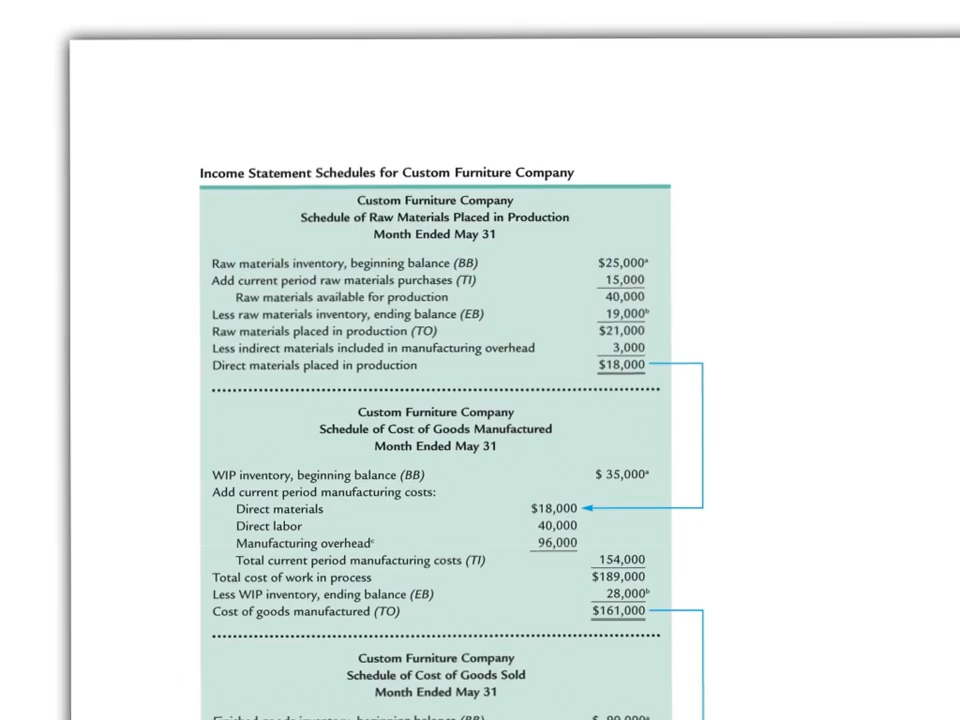 Income Statement Schedules for Custom Furniture Company
Custom Furniture Company
Schedule of Raw Materials Placed in Production
Month Ended May 31
Raw materials inventory, beginning balance (BB) $25,000ᵃ
Add current period raw materials purchases (TI) 15,000
Raw materials available for production 40,000
Less raw materials inventory, ending balance (EB) 19,000ᵇ
Raw materials placed in production (TO) $21,000
Less indirect materials included in manufacturing overhead 3,000
Direct materials placed in production $18,000
Custom Furniture Company
Schedule of Cost of Goods Manufactured
Month Ended May 31
WIP inventory, beginning balance (BB) $ 35,000ᵃ
Add current period manufacturing costs:
Direct materials $18,000
Direct labor 40,000
Manufacturing overheadᶜ 96,000
Total current period manufacturing costs (TI) 154,000
Total cost of work in process $189,000
Less WIP inventory, ending balance (EB) 28,000ᵇ
Cost of goods manufactured (TO) $161,000
Custom Furniture Company
Schedule of Cost of Goods Sold
Month Ended May 31